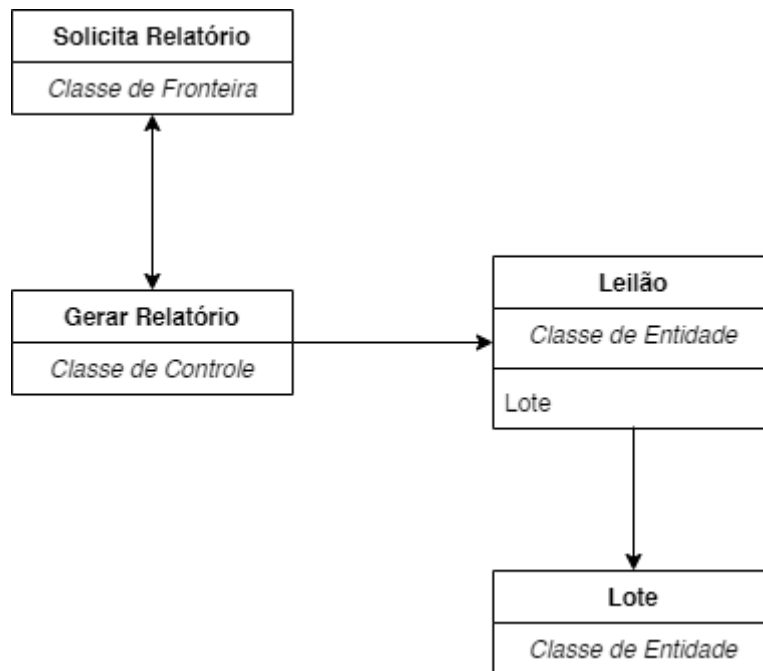 Solicita Relatório
Classe de Fronteira
Gerar Relatório
Classe de Controle
Leilão
Classe de Entidade
Lote
Lote
Classe de Entidade